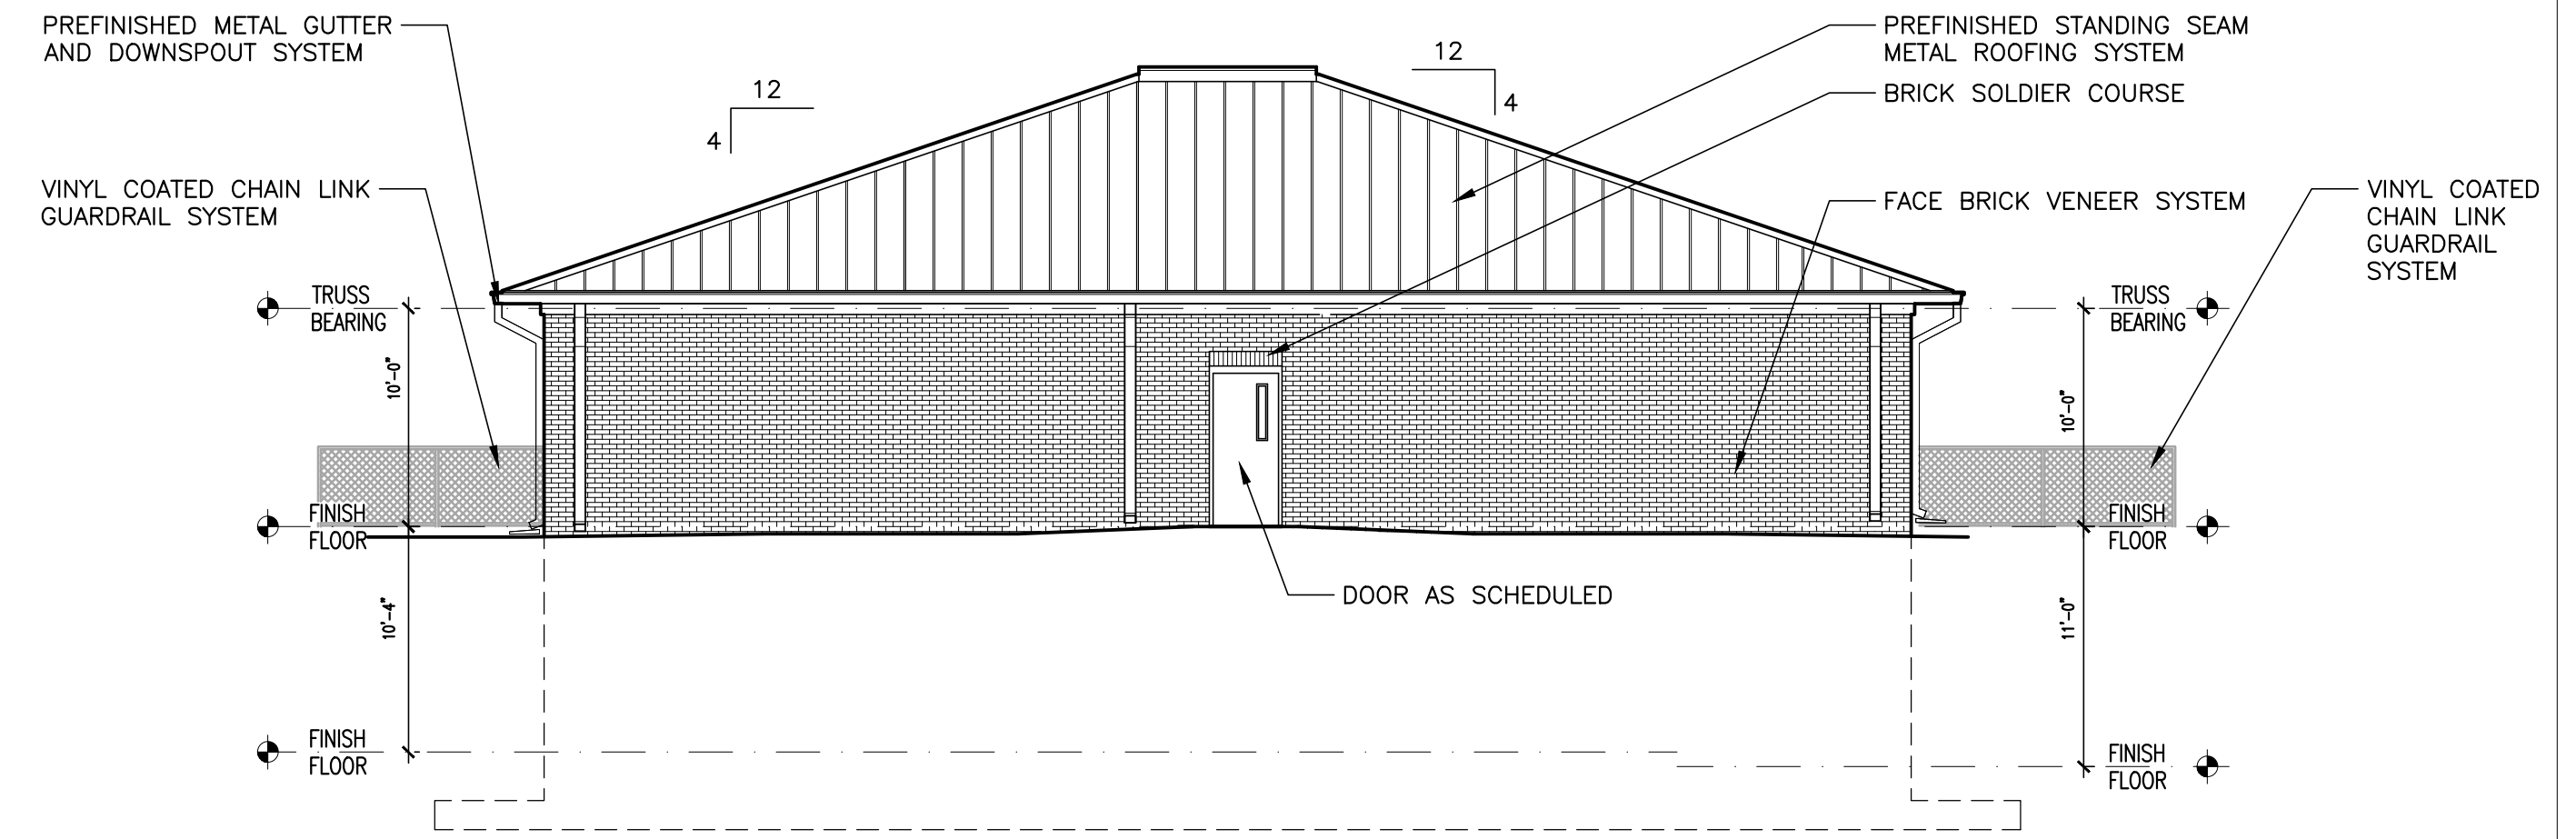 PREFINISHED METAL GUTTER
AND DOWNSPOUT SYSTEM
12
4
12
4
PREFINISHED STANDING SEAM
METAL ROOFING SYSTEM
BRICK SOLDIER COURSE
VINYL COATED CHAIN LINK
GUARDRAIL SYSTEM
FACE BRICK VENEER SYSTEM
VINYL COATED
CHAIN LINK
GUARDRAIL
SYSTEM
TRUSS
BEARING
TRUSS
BEARING
10'-0"
10'-0"
FINISH
FLOOR
FINISH
FLOOR
DOOR AS SCHEDULED
10'-4"
11'-0"
FINISH
FLOOR
FINISH
FLOOR